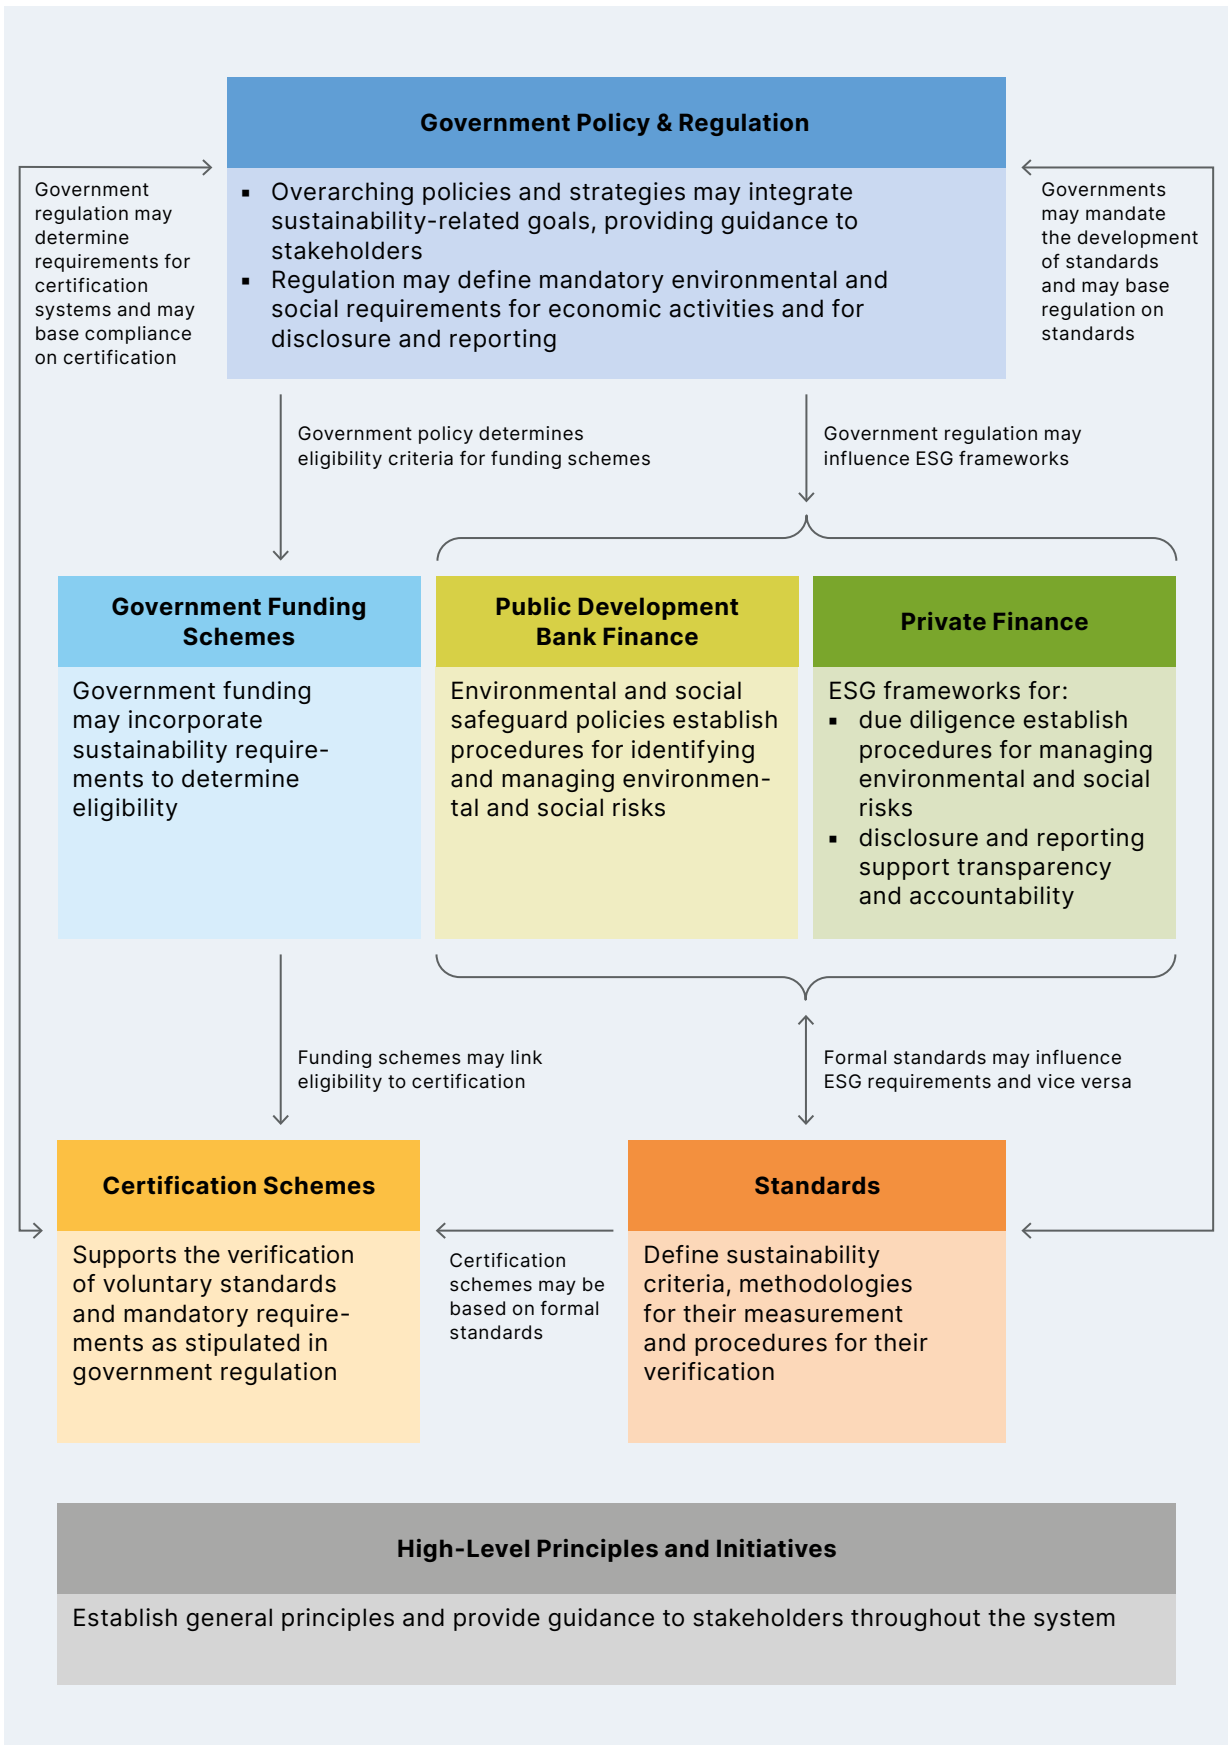 Government Policy & Regulation
▪ Overarching policies and strategies may integrate
sustainability-related goals, providing guidance to
stakeholders
▪ Regulation may define mandatory environmental and
social requirements for economic activities and for
disclosure and reporting
Government
regulation may
determine
requirements for
certification
systems and may
base compliance
on certification
Governments
may mandate
the development
of standards
and may base
regulation on
standards
Government policy determines
eligibility criteria for funding schemes
Government regulation may
influence ESG frameworks
Government Funding
Schemes
Government funding
may incorporate
sustainability require-
ments to determine
eligibility
Public Development
Bank Finance
Environmental and social
safeguard policies establish
procedures for identifying
and managing environmen-
tal and social risks
Private Finance
ESG frameworks for:
▪ due diligence establish
procedures for managing
environmental and social
risks
▪ disclosure and reporting
support transparency
and accountability
Funding schemes may link
eligibility to certification
Formal standards may influence
ESG requirements and vice versa
Certification Schemes
Supports the verification
of voluntary standards
and mandatory require-
ments as stipulated in
government regulation
Certification
schemes may be
based on formal
standards
Standards
Define sustainability
criteria, methodologies
for their measurement
and procedures for their
verification
High-Level Principles and Initiatives
Establish general principles and provide guidance to stakeholders throughout the system